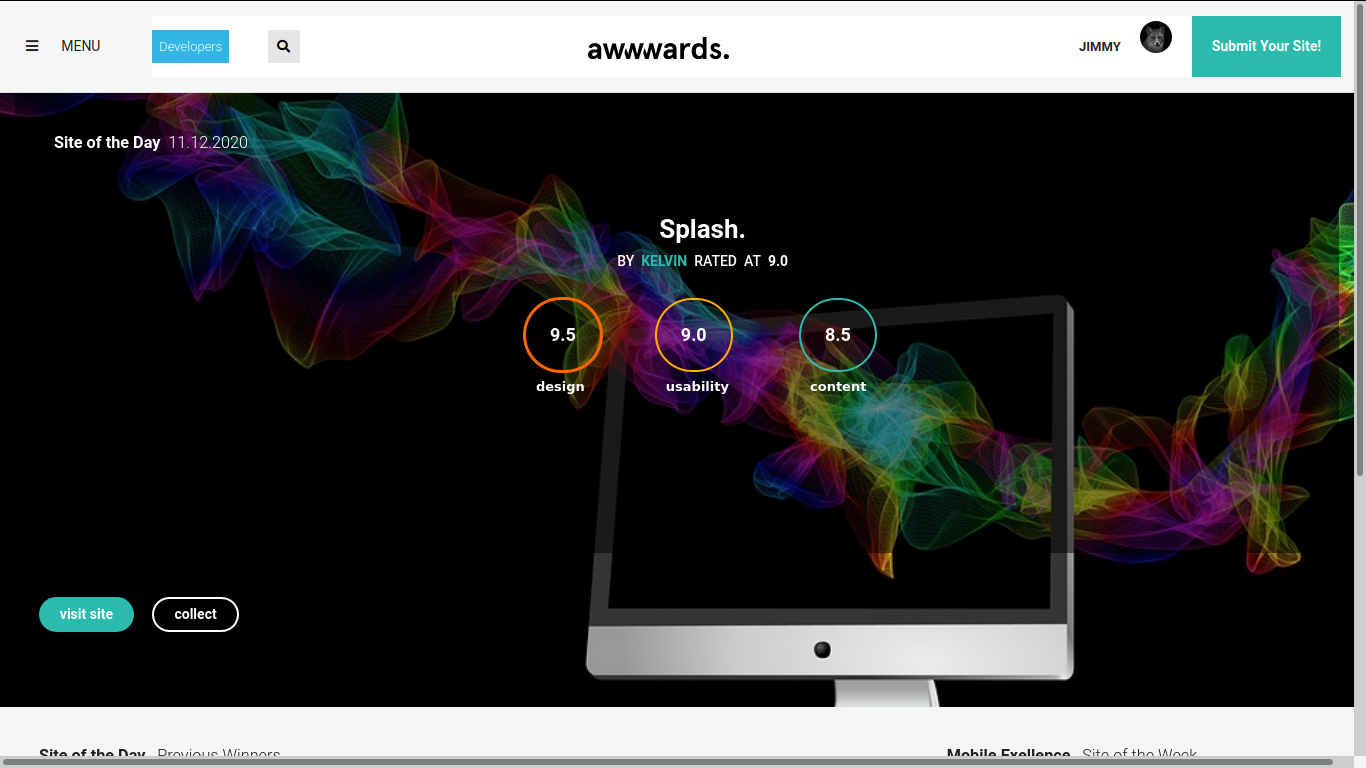 MENU Developers awwwards. JIMMY Submit Your Site!
Site of the Day 11.12.2020
Splash.
BY KELVIN RATED AT 9.0
9.5 9.0 8.5
design usability content
visit site collect
Site of the Day Previous Winners Mobile Exellence Site of the Week